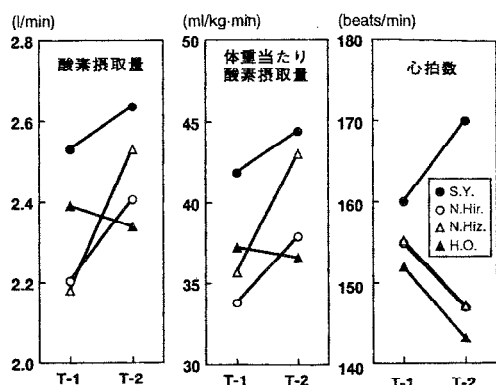 (l/min)
2.8
2.6
2.4
2.2
2.0
酸素摂取量
T-1 T-2
(ml/kg·min)
50
45
40
35
30
体重当たり
酸素摂取量
T-1 T-2
(beats/min)
180
170
160
150
140
心拍数
S.Y.
N.Hir.
N.Hiz.
H.O.
T-1 T-2